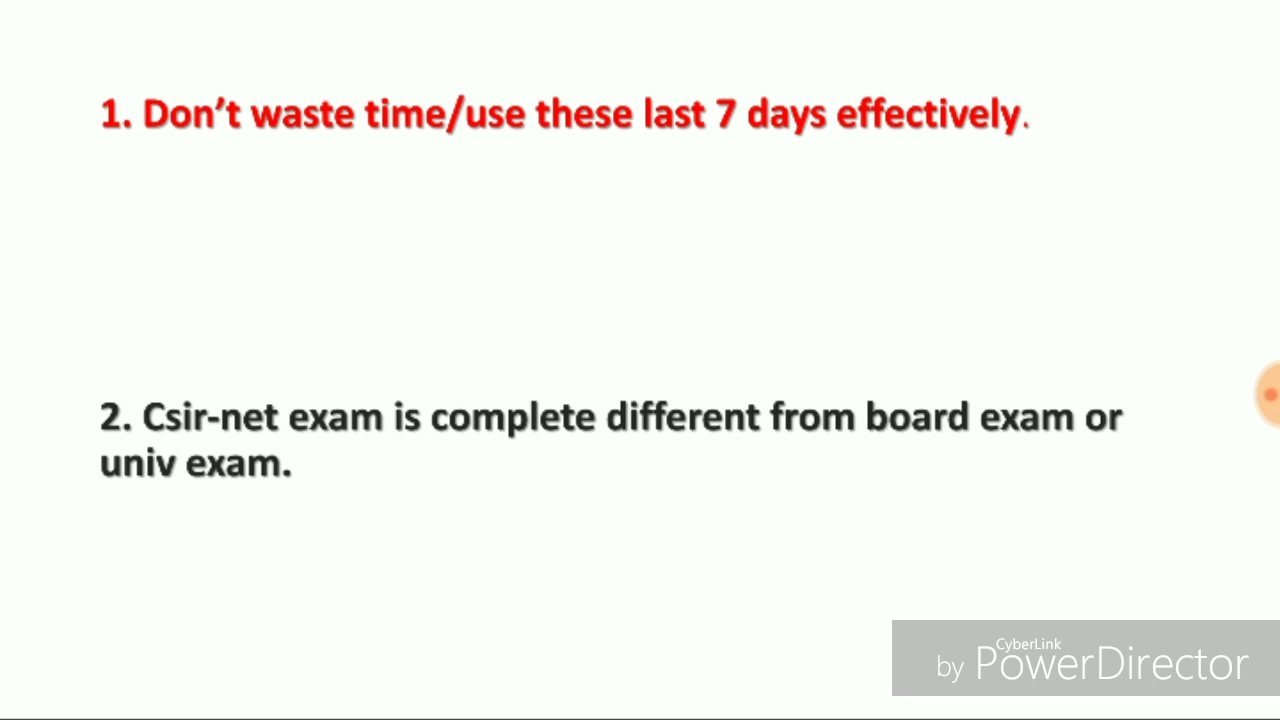 1. Don’t waste time/use these last 7 days effectively.
2. Csir-net exam is complete different from board exam or
univ exam.
CyberLink
by PowerDirector